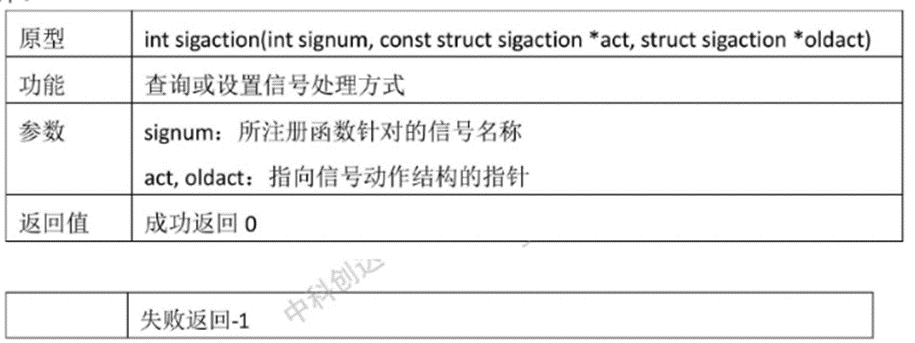 原型 int sigaction(int signum, const struct sigaction *act, struct sigaction *oldact)
功能 查询或设置信号处理方式
参数 signum：所注册函数针对的信号名称
act, oldact：指向信号动作结构的指针
返回值 成功返回 0
中科创达
失败返回-1